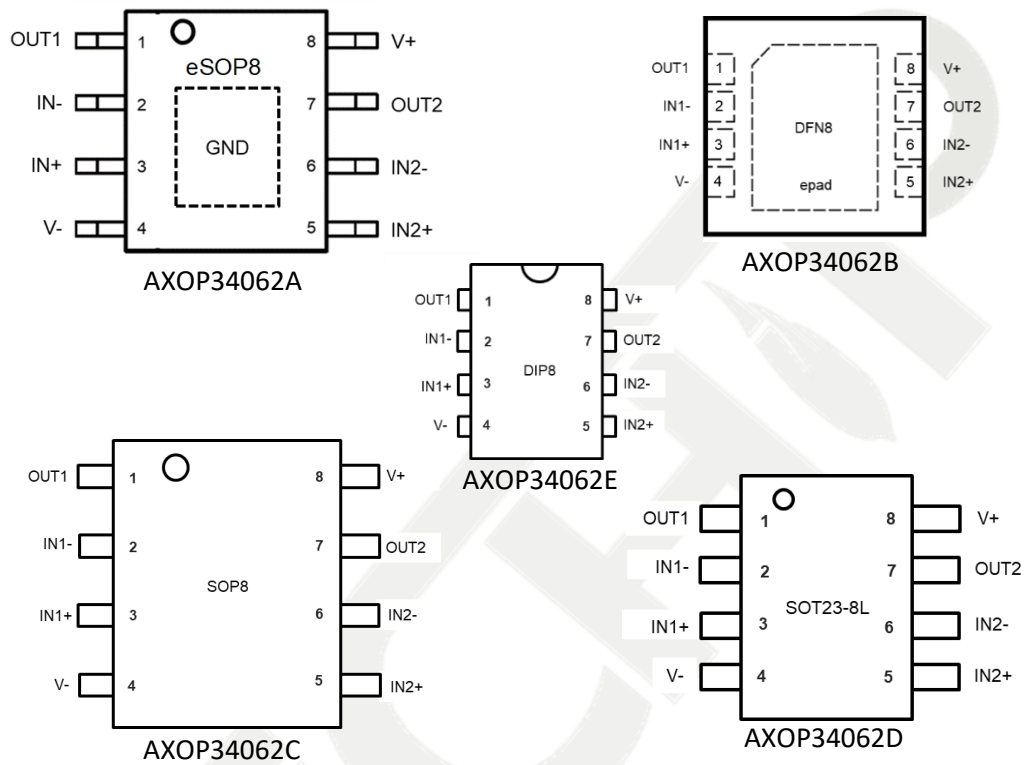 OUT1 1 8 V+
eSOP8
IN- 2 7 OUT2
GND
IN+ 3 6 IN2-
V- 4 5 IN2+
AXOP34062A
OUT1 1 8 V+
IN1- 2 7 OUT2
DFN8
IN1+ 3 6 IN2-
V- 4 epad 5 IN2+
AXOP34062B
OUT1 1 8 V+
IN1- 2 7 OUT2
DIP8
IN1+ 3 6 IN2-
V- 4 5 IN2+
AXOP34062E
OUT1 1 8 V+
IN1- 2 7 OUT2
SOP8
IN1+ 3 6 IN2-
V- 4 5 IN2+
AXOP34062C
OUT1 1 8 V+
IN1- 2 7 OUT2
SOT23-8L
IN1+ 3 6 IN2-
V- 4 5 IN2+
AXOP34062D